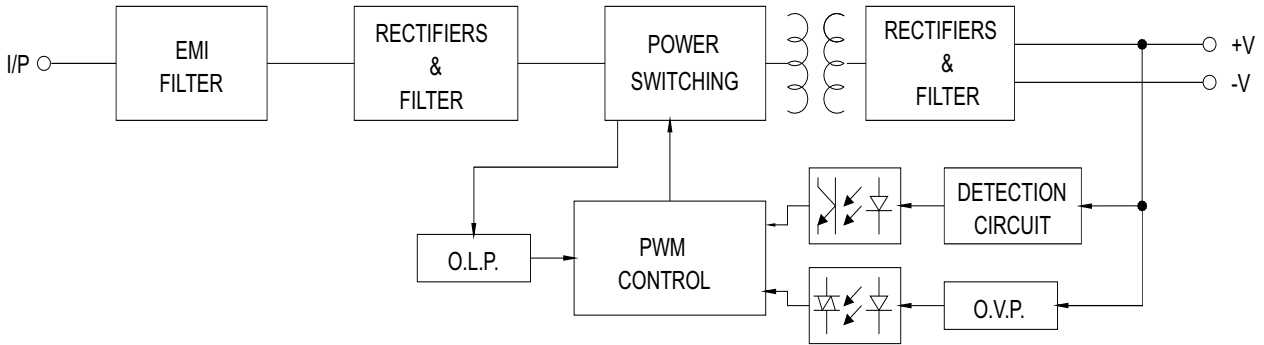 I/P
EMI
FILTER
RECTIFIERS
&
FILTER
POWER
SWITCHING
RECTIFIERS
&
FILTER
+V
-V
O.L.P.
PWM
CONTROL
DETECTION
CIRCUIT
O.V.P.